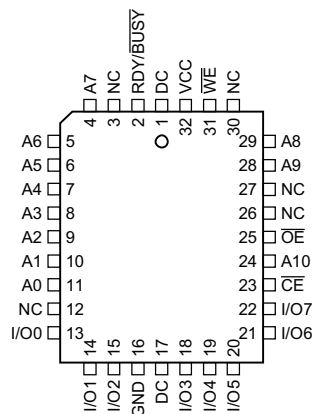 A7
NC
RDY/BUSY
DC
VCC
WE
NC
4
3
2
1
32
31
30
A6 5
A5 6
A4 7
A3 8
A2 9
A1 10
A0 11
NC 12
I/O0 13
29 A8
28 A9
27 NC
26 NC
25 OE
24 A10
23 CE
22 I/O7
21 I/O6
14
15
16
17
18
19
20
I/O1
I/O2
GND
DC
I/O3
I/O4
I/O5